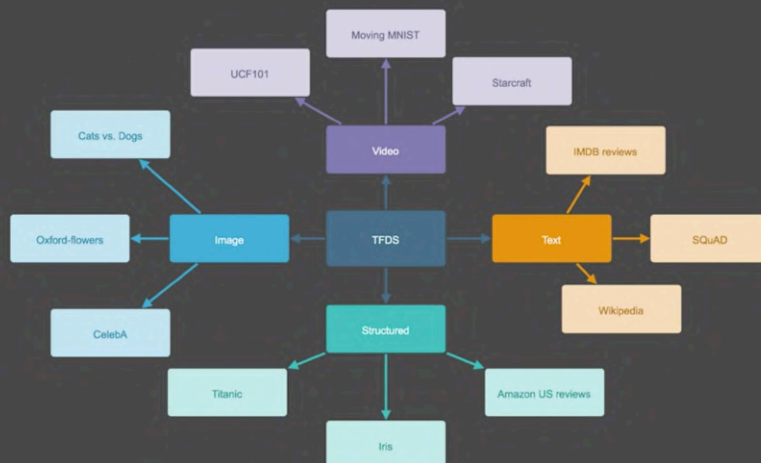 Moving MNIST
UCF101
Starcraft
Cats vs. Dogs
Video
IMDB reviews
Oxford-flowers
Image
TFDS
Text
SQuAD
Wikipedia
CelebA
Structured
Titanic
Amazon US reviews
Iris